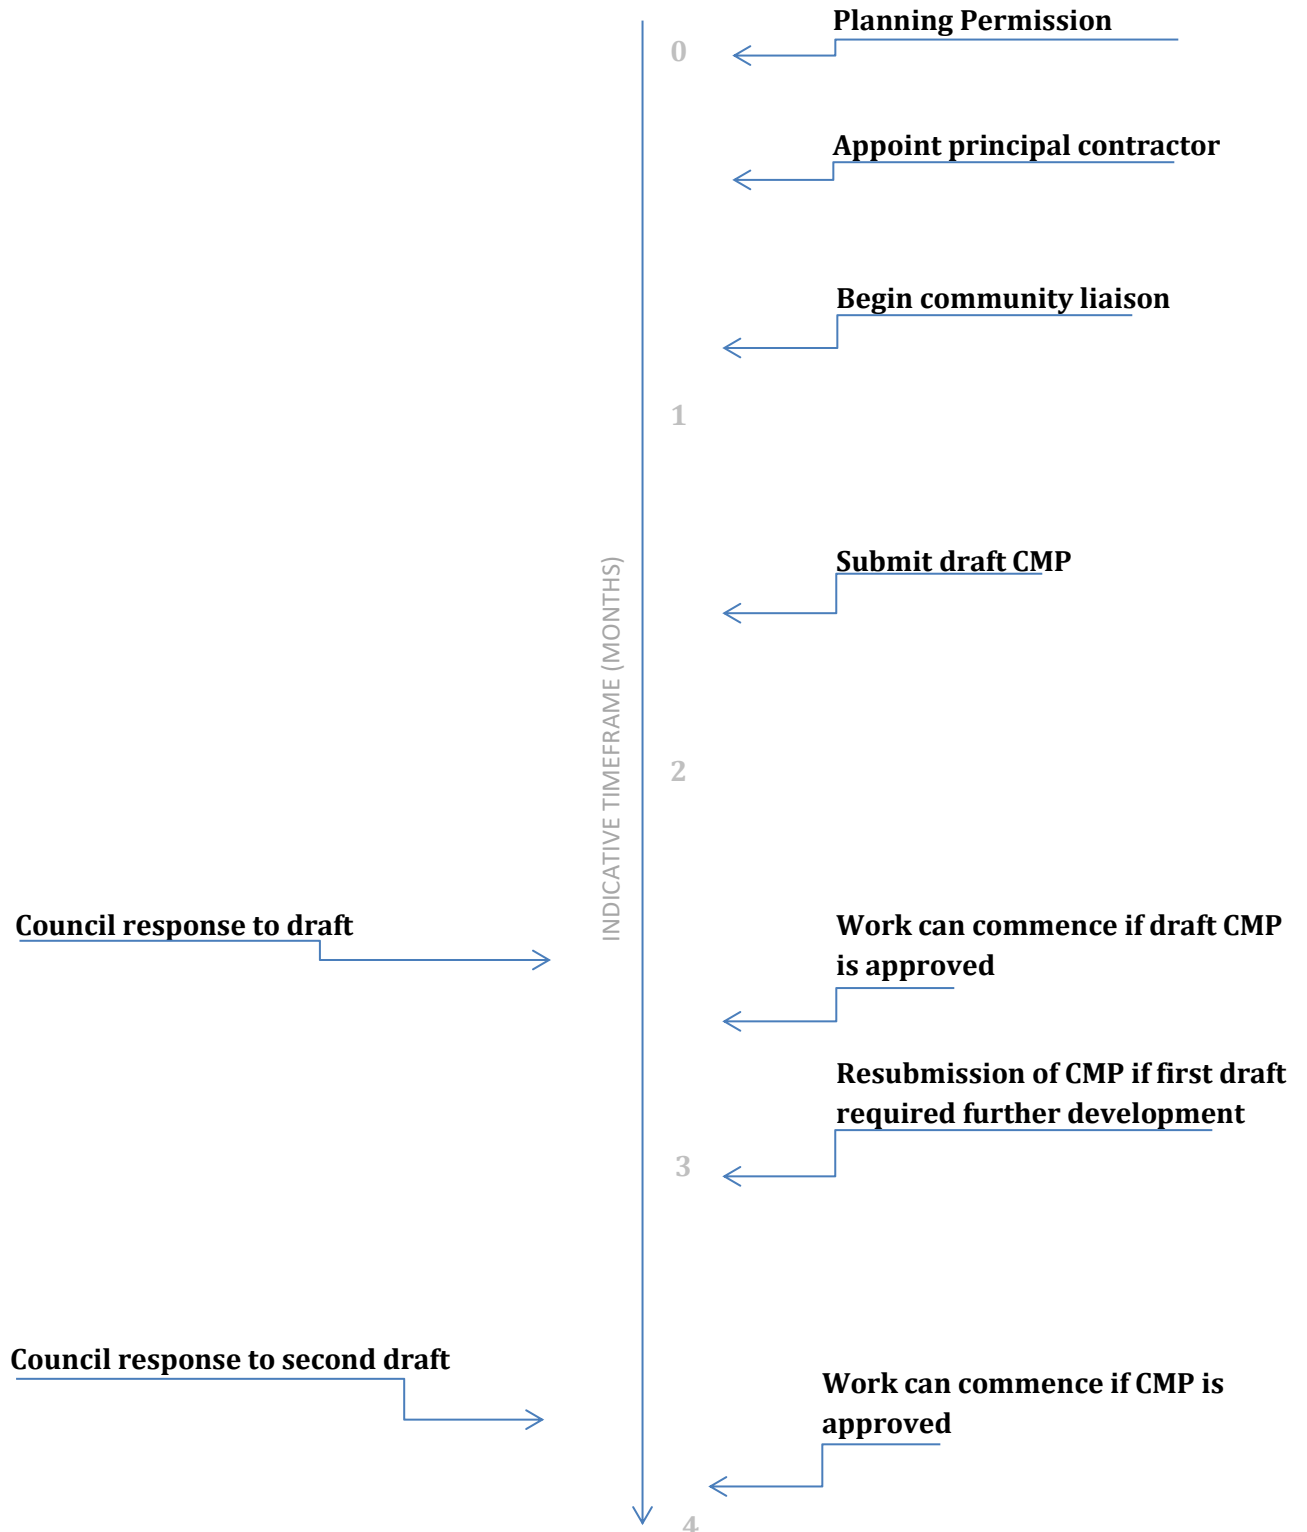 Planning Permission
0
Appoint principal contractor
Begin community liaison
1
Submit draft CMP
INDICATIVE TIMEFRAME (MONTHS)
2
Council response to draft
Work can commence if draft CMP
is approved
Resubmission of CMP if first draft
required further development
3
Council response to second draft
Work can commence if CMP is
approved
4